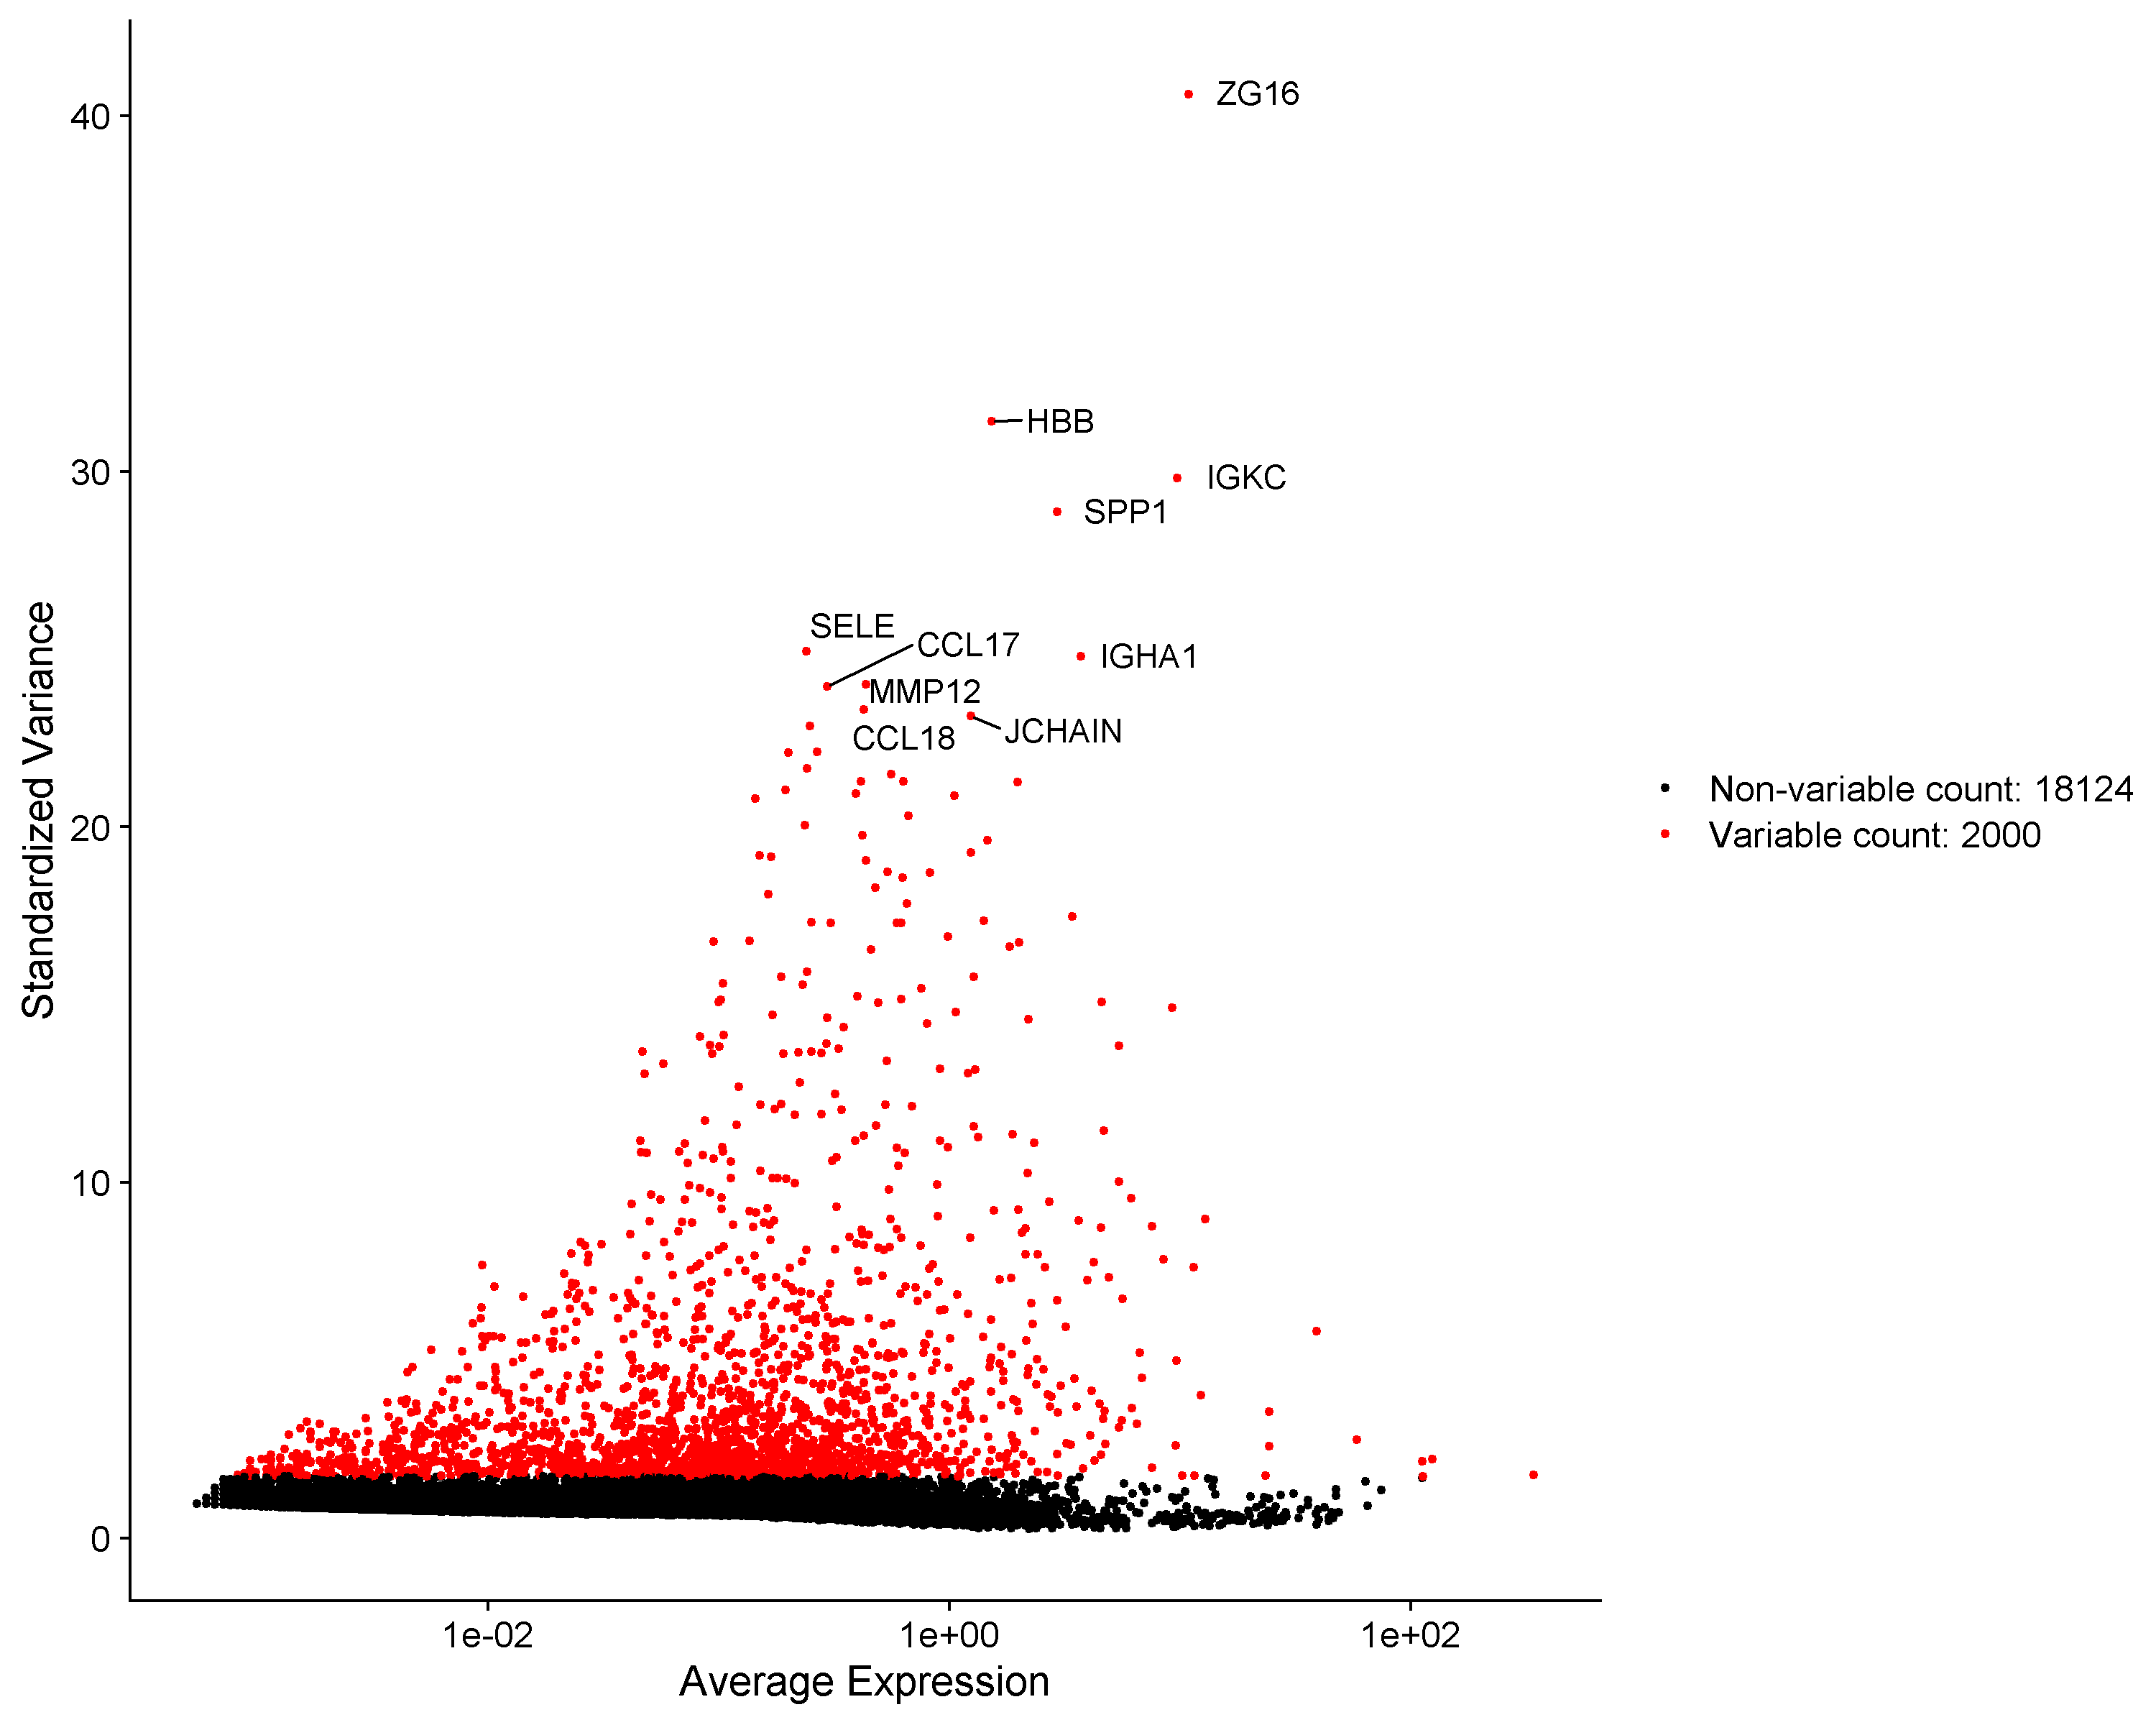 ZG16
40
HBB
30
IGKC
SPP1
SELE
CCL17
IGHA1
MMP12
CCL18
JCHAIN
Standardized Variance
Non-variable count: 18124
20
Variable count: 2000
10
0
1e-02
1e+00
1e+02
Average Expression